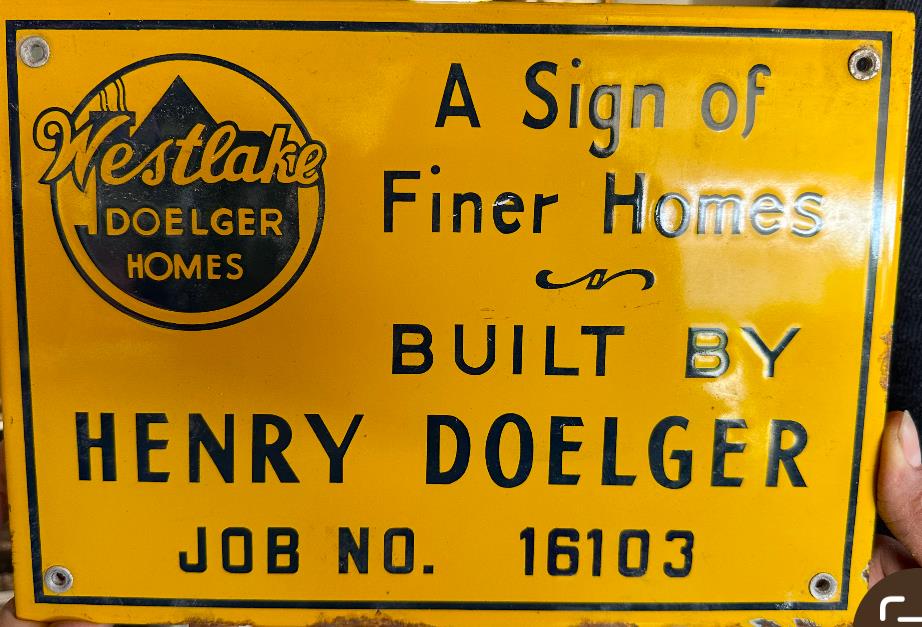 Westlake
DOELGER
HOMES
A Sign of
Finer Homes
BUILT BY
HENRY DOELGER
JOB NO. 16103